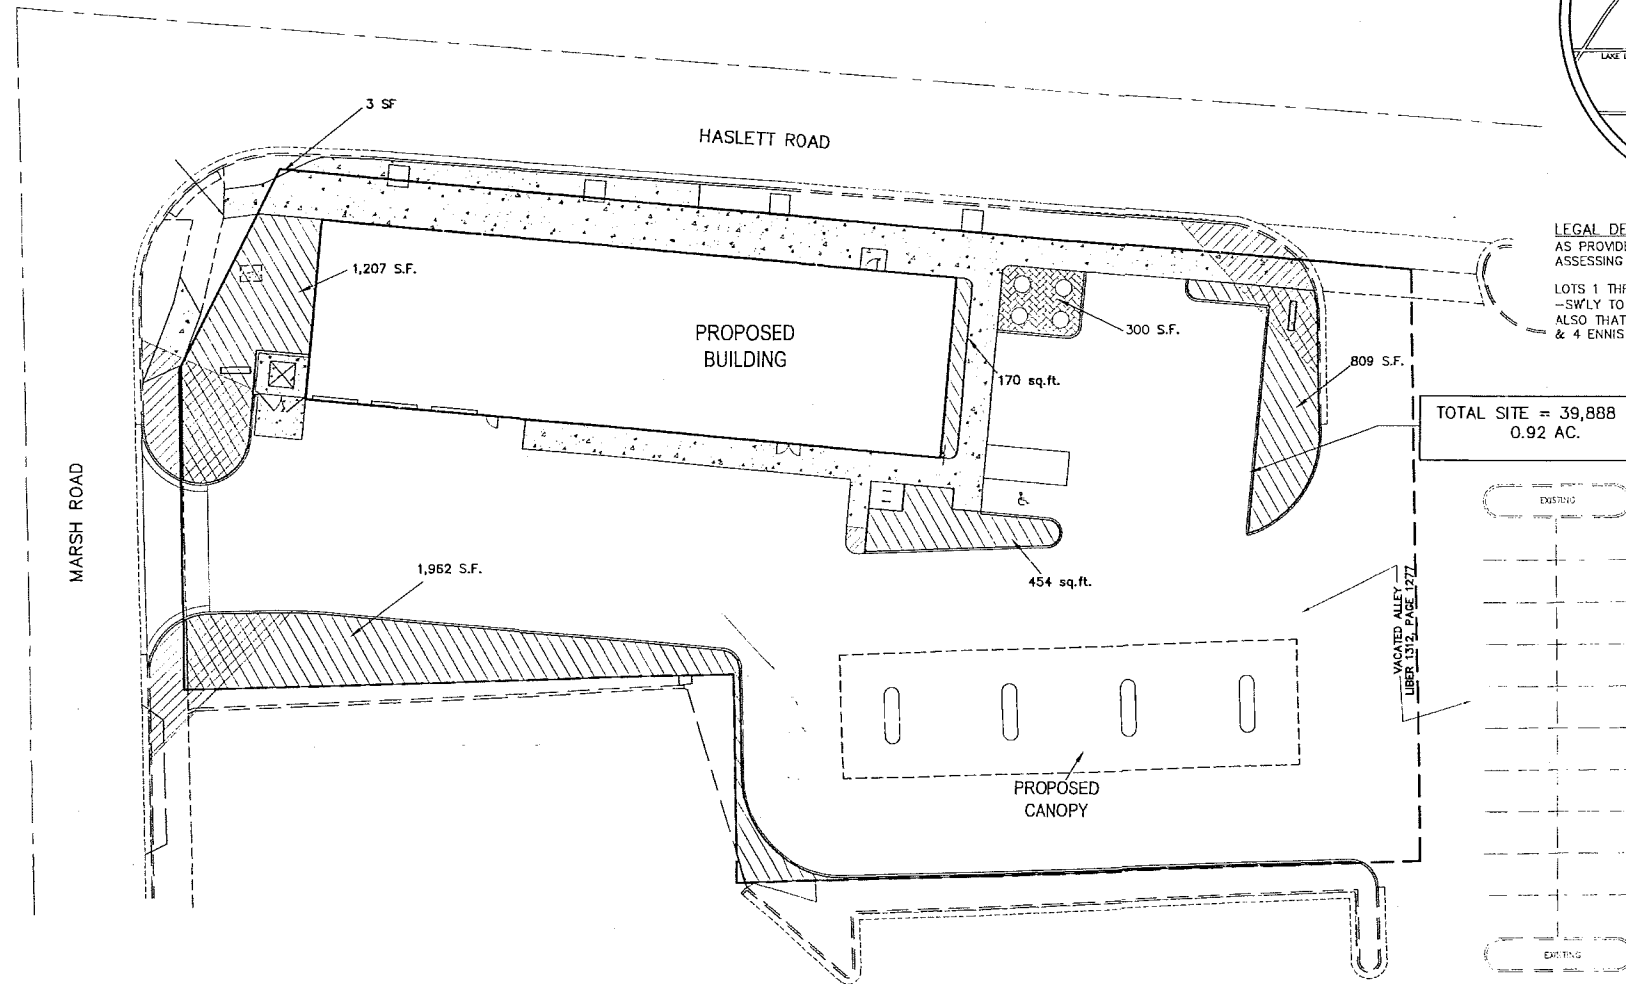 LAKE L
3 SF
HASLETT ROAD
LEGAL DE
AS PROVIDE
ASSESSING
LOTS 1 THF
-SW'LY TO
ALSO THAT
& 4 ENNIS
1,207 S.F.
PROPOSED
BUILDING
300 S.F.
170 sq.ft.
809 S.F.
TOTAL SITE = 39,888
0.92 AC.
MARSH ROAD
EXISTING
1,962 S.F.
454 sq.ft.
VACATED ALLEY
LIBER 1312, PAGE 1277
PROPOSED
CANOPY
EXISTING